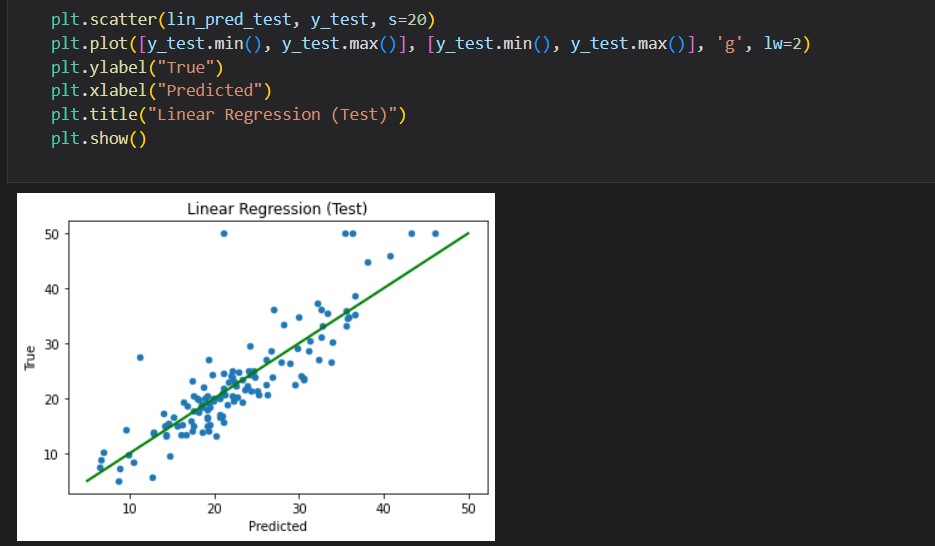 plt.scatter(lin_pred_test, y_test, s=20)
plt.plot([y_test.min(), y_test.max()], [y_test.min(), y_test.max()], 'g', lw=2)
plt.ylabel("True")
plt.xlabel("Predicted")
plt.title("Linear Regression (Test)")
plt.show()
Linear Regression (Test)
50
40
30
20
10
True
10 20 30 40 50
Predicted